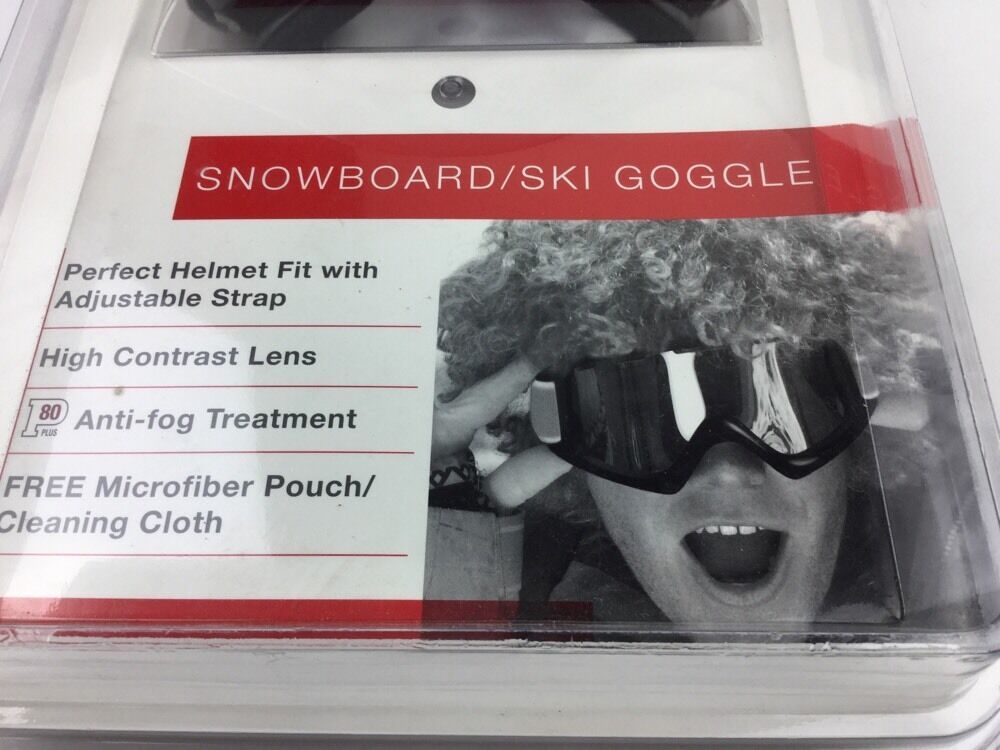 SNOWBOARD/SKI GOGGLE
Perfect Helmet Fit with
Adjustable Strap
High Contrast Lens
P80 PLUS Anti-fog Treatment
FREE Microfiber Pouch/
Cleaning Cloth